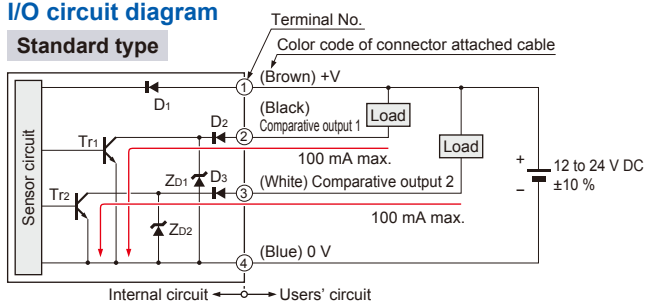 I/O circuit diagram
Standard type
Terminal No.
Color code of connector attached cable
1
(Brown) +V
D1
(Black)
Comparative output 1
Load
D2
2
Tr1
Load
100 mA max.
Sensor circuit
ZD1
D3
3
(White) Comparative output 2
+
12 to 24 V DC
±10 %
−
Tr2
100 mA max.
ZD2
(Blue) 0 V
4
Internal circuit
Users' circuit